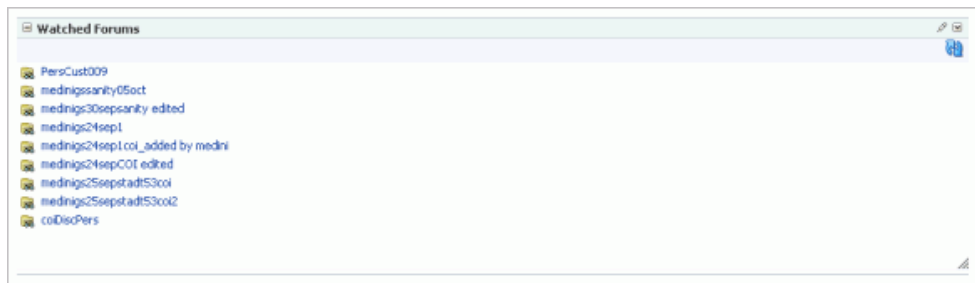 Watched Forums
PersCust009
medinigssanity05oct
medinigs30sepsanity edited
medinigs24sep1
medinigs24sep1coi_added by medini
medinigs24sepCOI edited
medinigs25sepstadt53coi
medinigs25sepstadt53coi2
coiDiscPers